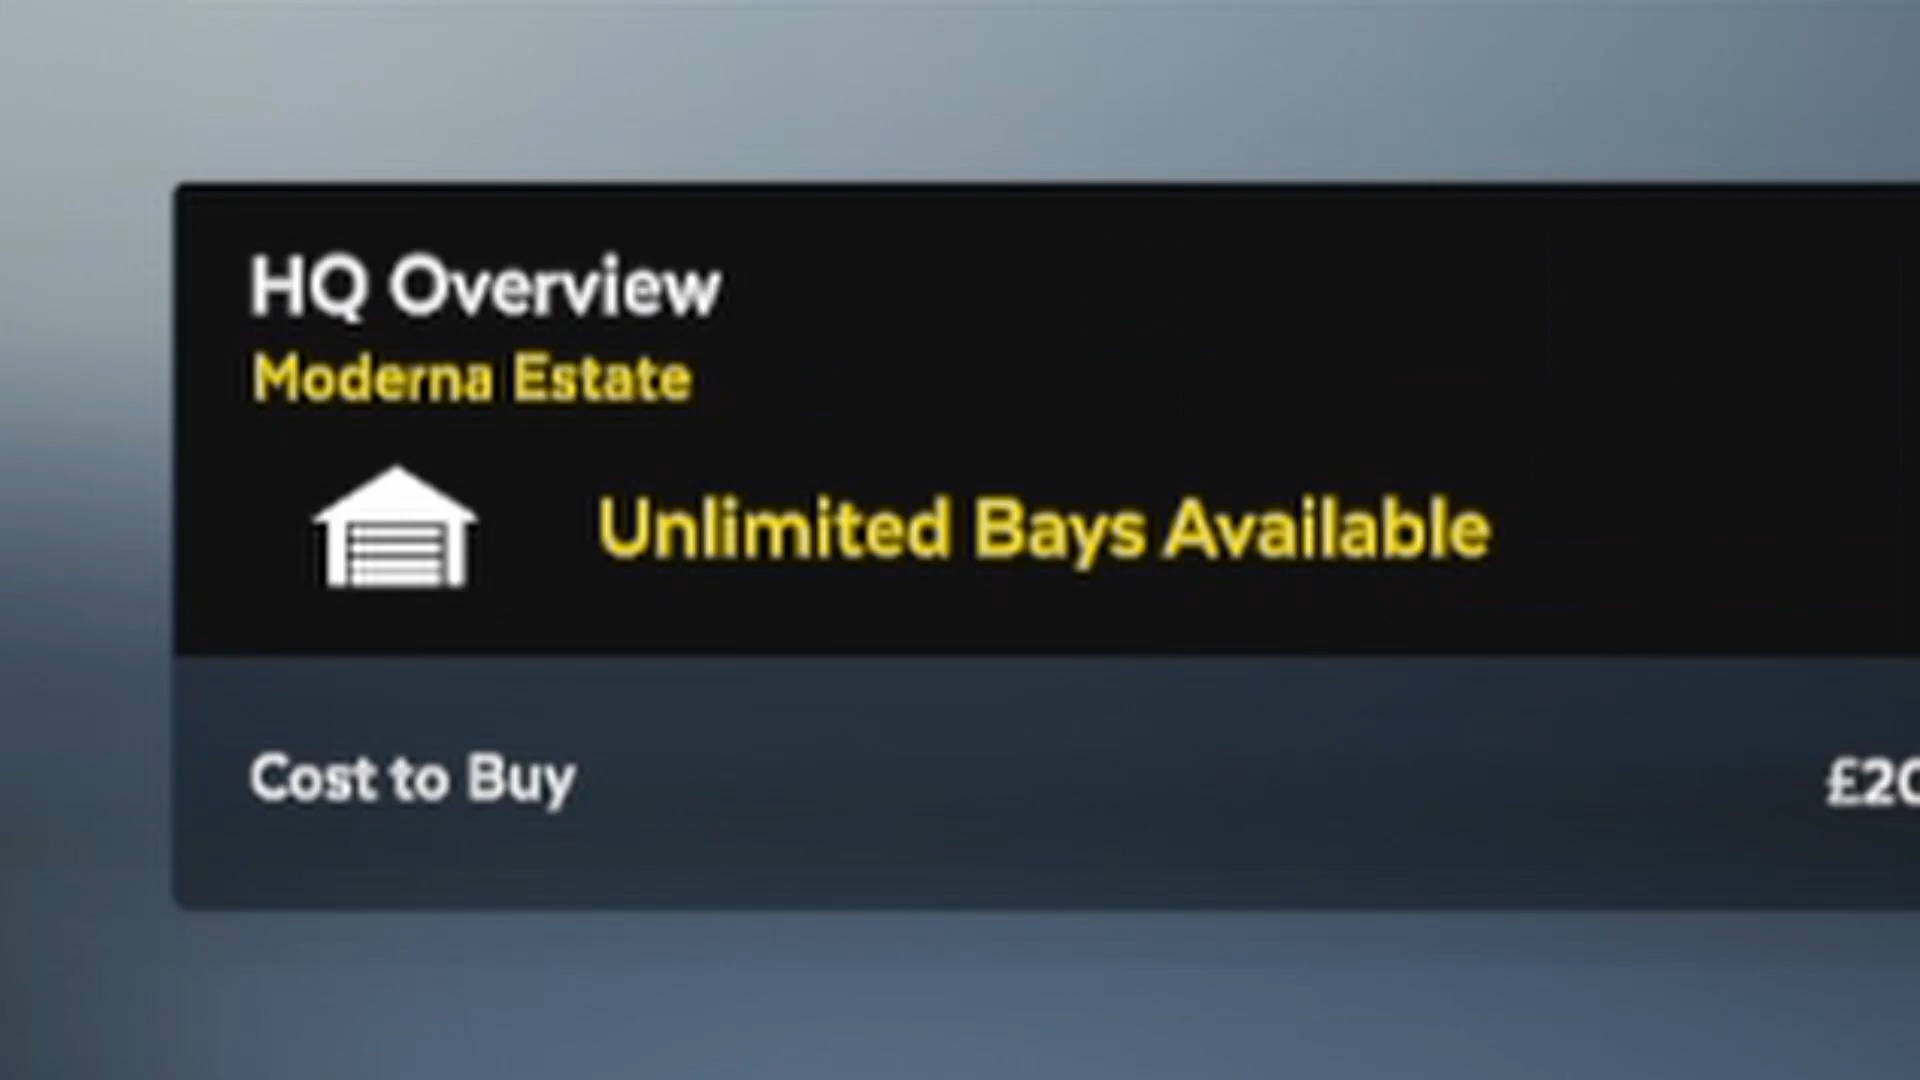 HQ Overview
Moderna Estate
Unlimited Bays Available
Cost to Buy
£20